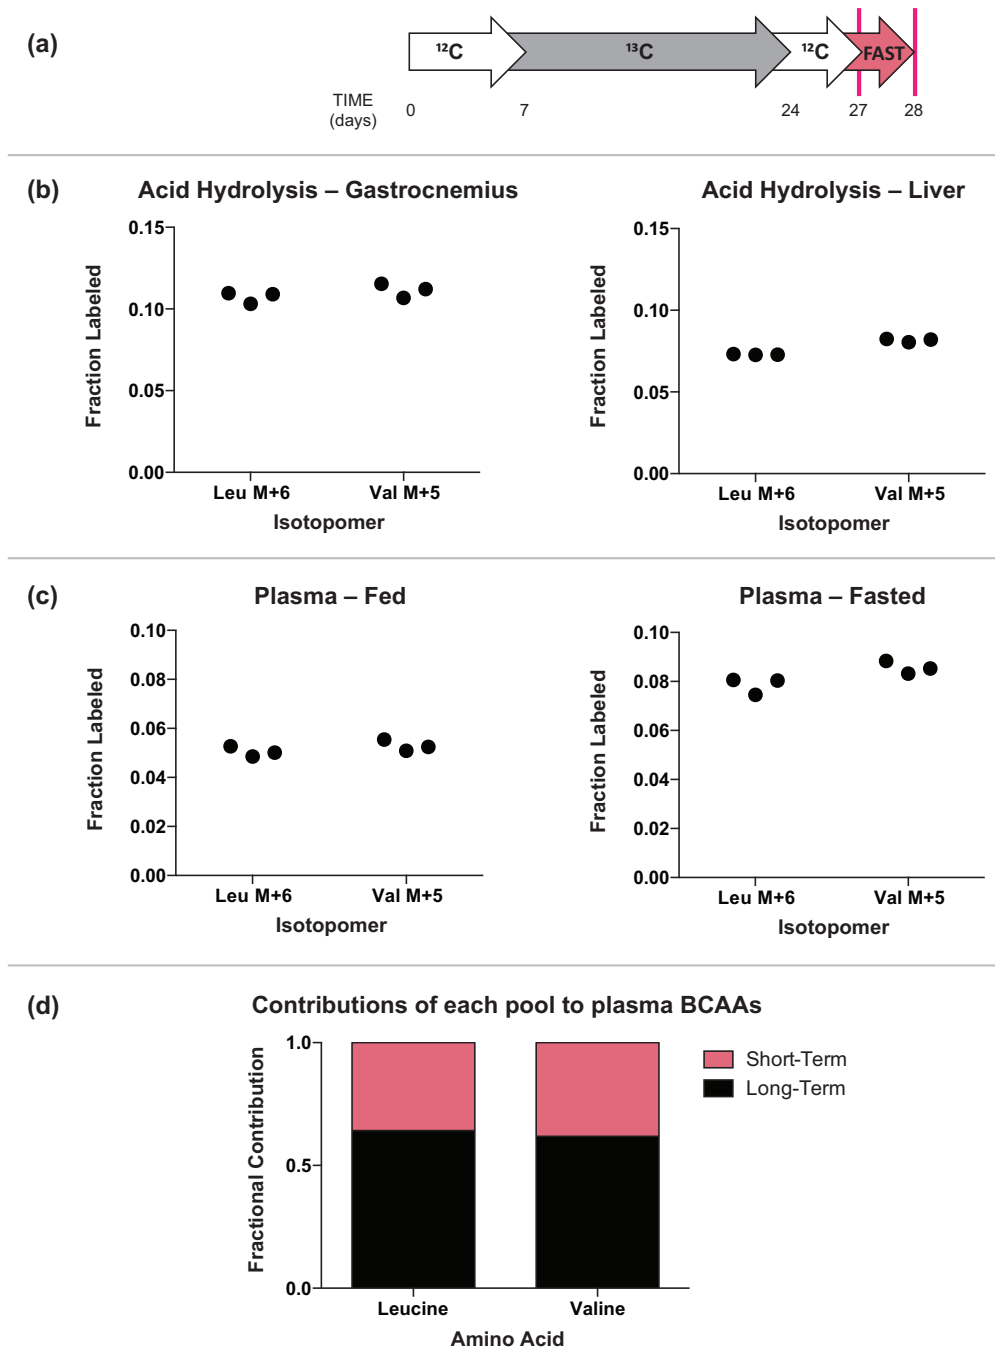 (a)
¹²C
¹³C
¹²C
FAST
TIME
(days)
0
7
24
27
28
(b)
Acid Hydrolysis – Gastrocnemius
Fraction Labeled
0.15
0.10
0.05
0.00
Leu M+6
Val M+5
Isotopomer
Acid Hydrolysis – Liver
Fraction Labeled
0.15
0.10
0.05
0.00
Leu M+6
Val M+5
Isotopomer
(c)
Plasma – Fed
Fraction Labeled
0.10
0.08
0.06
0.04
0.02
0.00
Leu M+6
Val M+5
Isotopomer
Plasma – Fasted
Fraction Labeled
0.10
0.08
0.06
0.04
0.02
0.00
Leu M+6
Val M+5
Isotopomer
(d)
Contributions of each pool to plasma BCAAs
Fractional Contribution
1.0
0.5
0.0
Leucine
Valine
Amino Acid
Short-Term
Long-Term